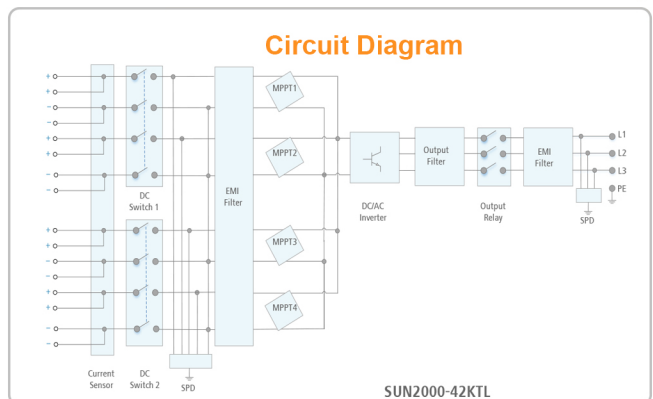 Circuit Diagram
+
+
-
-
+
+
-
-
+
+
-
-
+
+
-
-
DC
Switch 1
DC
Switch 2
Current
Sensor
SPD
EMI
Filter
MPPT1
MPPT2
MPPT3
MPPT4
DC/AC
Inverter
Output
Filter
Output
Relay
EMI
Filter
SPD
L1
L2
L3
PE
SUN2000-42KTL